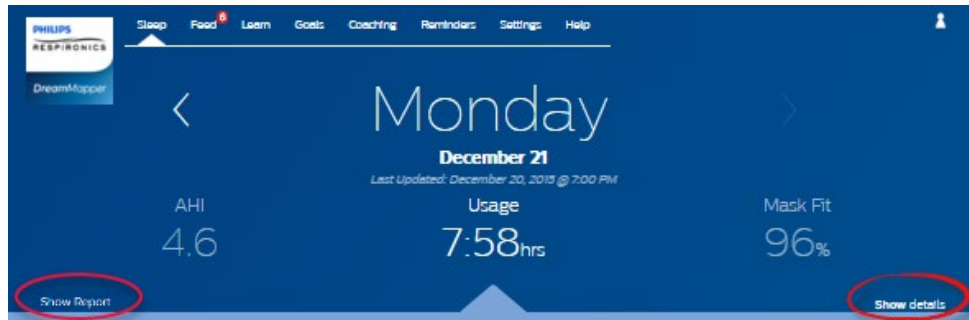 PHILIPS
RESPIRONICS
DreamMapper
Sleep Feed 6 Learn Goals Coaching Reminders Settings Help
Monday
December 21
Last Updated: December 20, 2015 @ 7:00 PM
AHI Usage Mask Fit
4.6 7:58hrs 96%
Show Report Show details